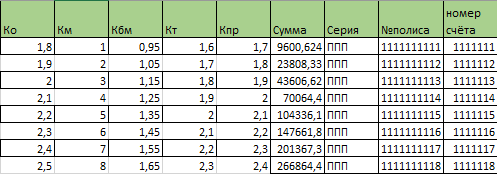 Ко Км Кбм Кт Кпр Сумма Серия №полиса номер счёта
1,8 1 0,95 1,6 1,7 9600,624 ППП 1111111111 1111111
1,9 2 1,05 1,7 1,8 23808,33 ППП 1111111112 1111112
2 3 1,15 1,8 1,9 43606,62 ППП 1111111113 1111113
2,1 4 1,25 1,9 2 70064,4 ППП 1111111114 1111114
2,2 5 1,35 2 2,1 104336,1 ППП 1111111115 1111115
2,3 6 1,45 2,1 2,2 147661,8 ППП 1111111116 1111116
2,4 7 1,55 2,2 2,3 201367,3 ППП 1111111117 1111117
2,5 8 1,65 2,3 2,4 266864,4 ППП 1111111118 1111118